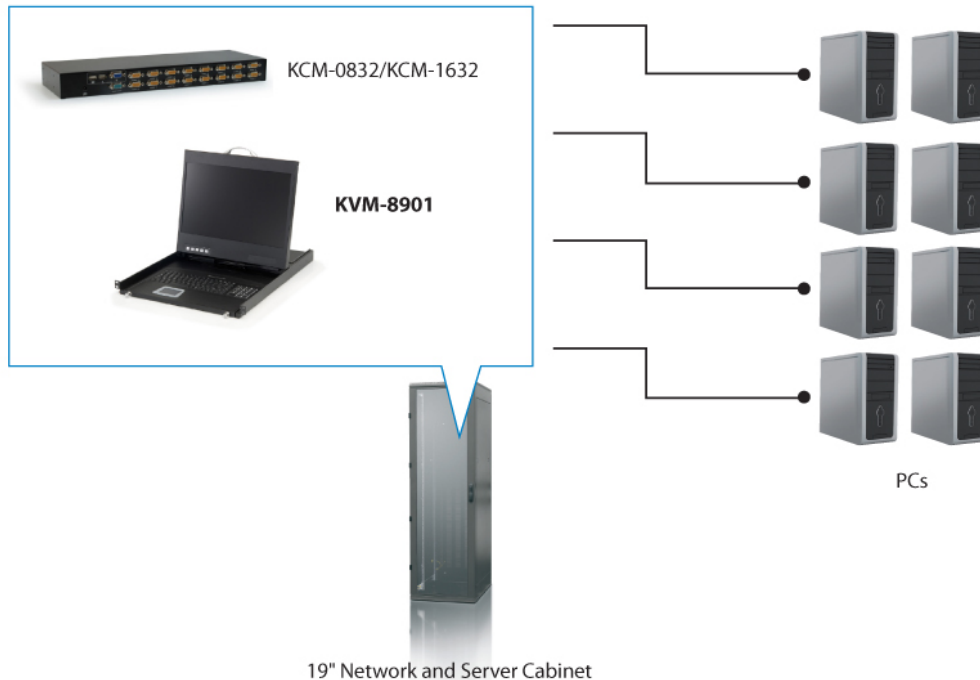 KCM-0832/KCM-1632
KVM-8901
PCs
19" Network and Server Cabinet